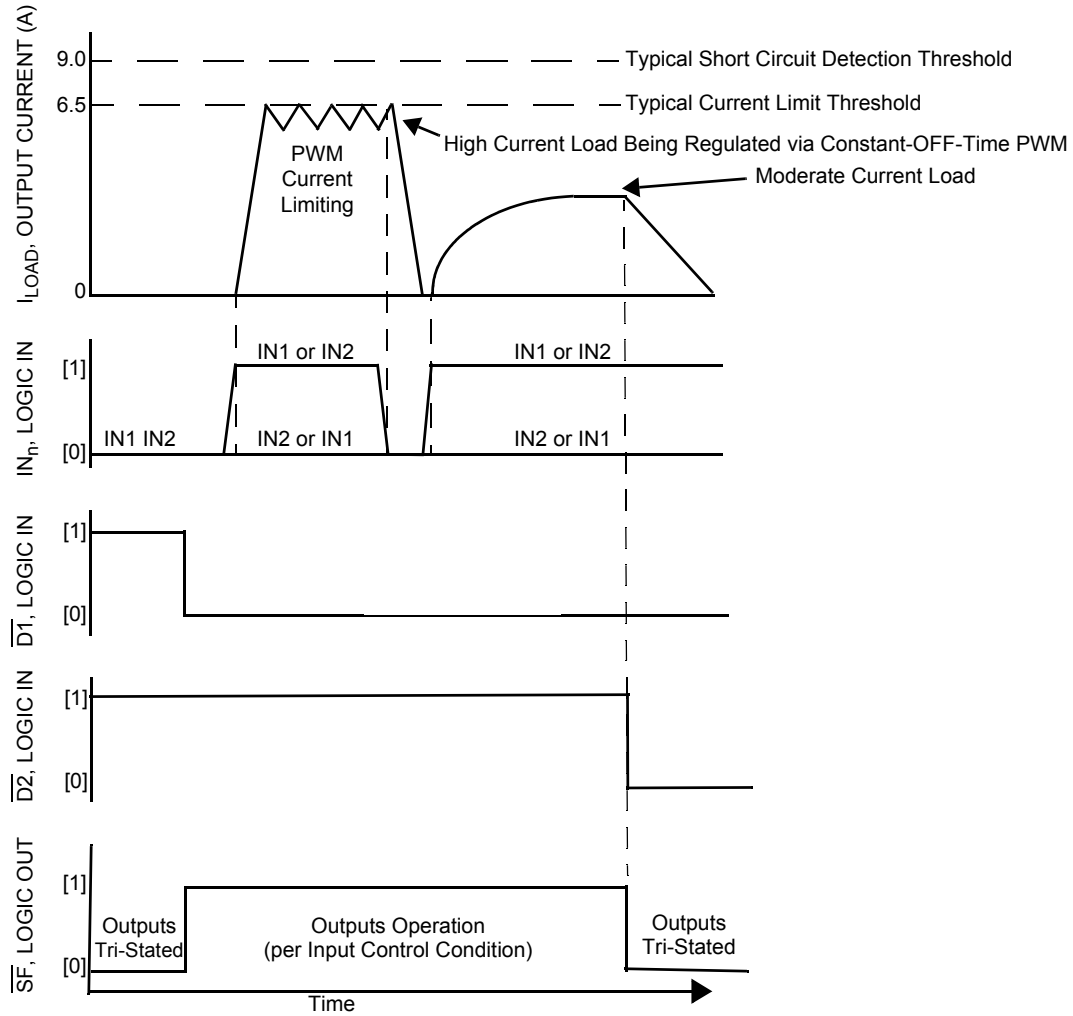 I_LOAD, OUTPUT CURRENT (A)
9.0
Typical Short Circuit Detection Threshold
6.5
Typical Current Limit Threshold
High Current Load Being Regulated via Constant-OFF-Time PWM
PWM
Current
Limiting
Moderate Current Load
0
IN_n, LOGIC IN
[1]
IN1 or IN2
IN1 or IN2
IN1 IN2
IN2 or IN1
IN2 or IN1
[0]
D̅1̅, LOGIC IN
[1]
[0]
D̅2̅, LOGIC IN
[1]
[0]
S̅F̅, LOGIC OUT
[1]
Outputs
Tri-Stated
Outputs Operation
(per Input Control Condition)
Outputs
Tri-Stated
[0]
Time